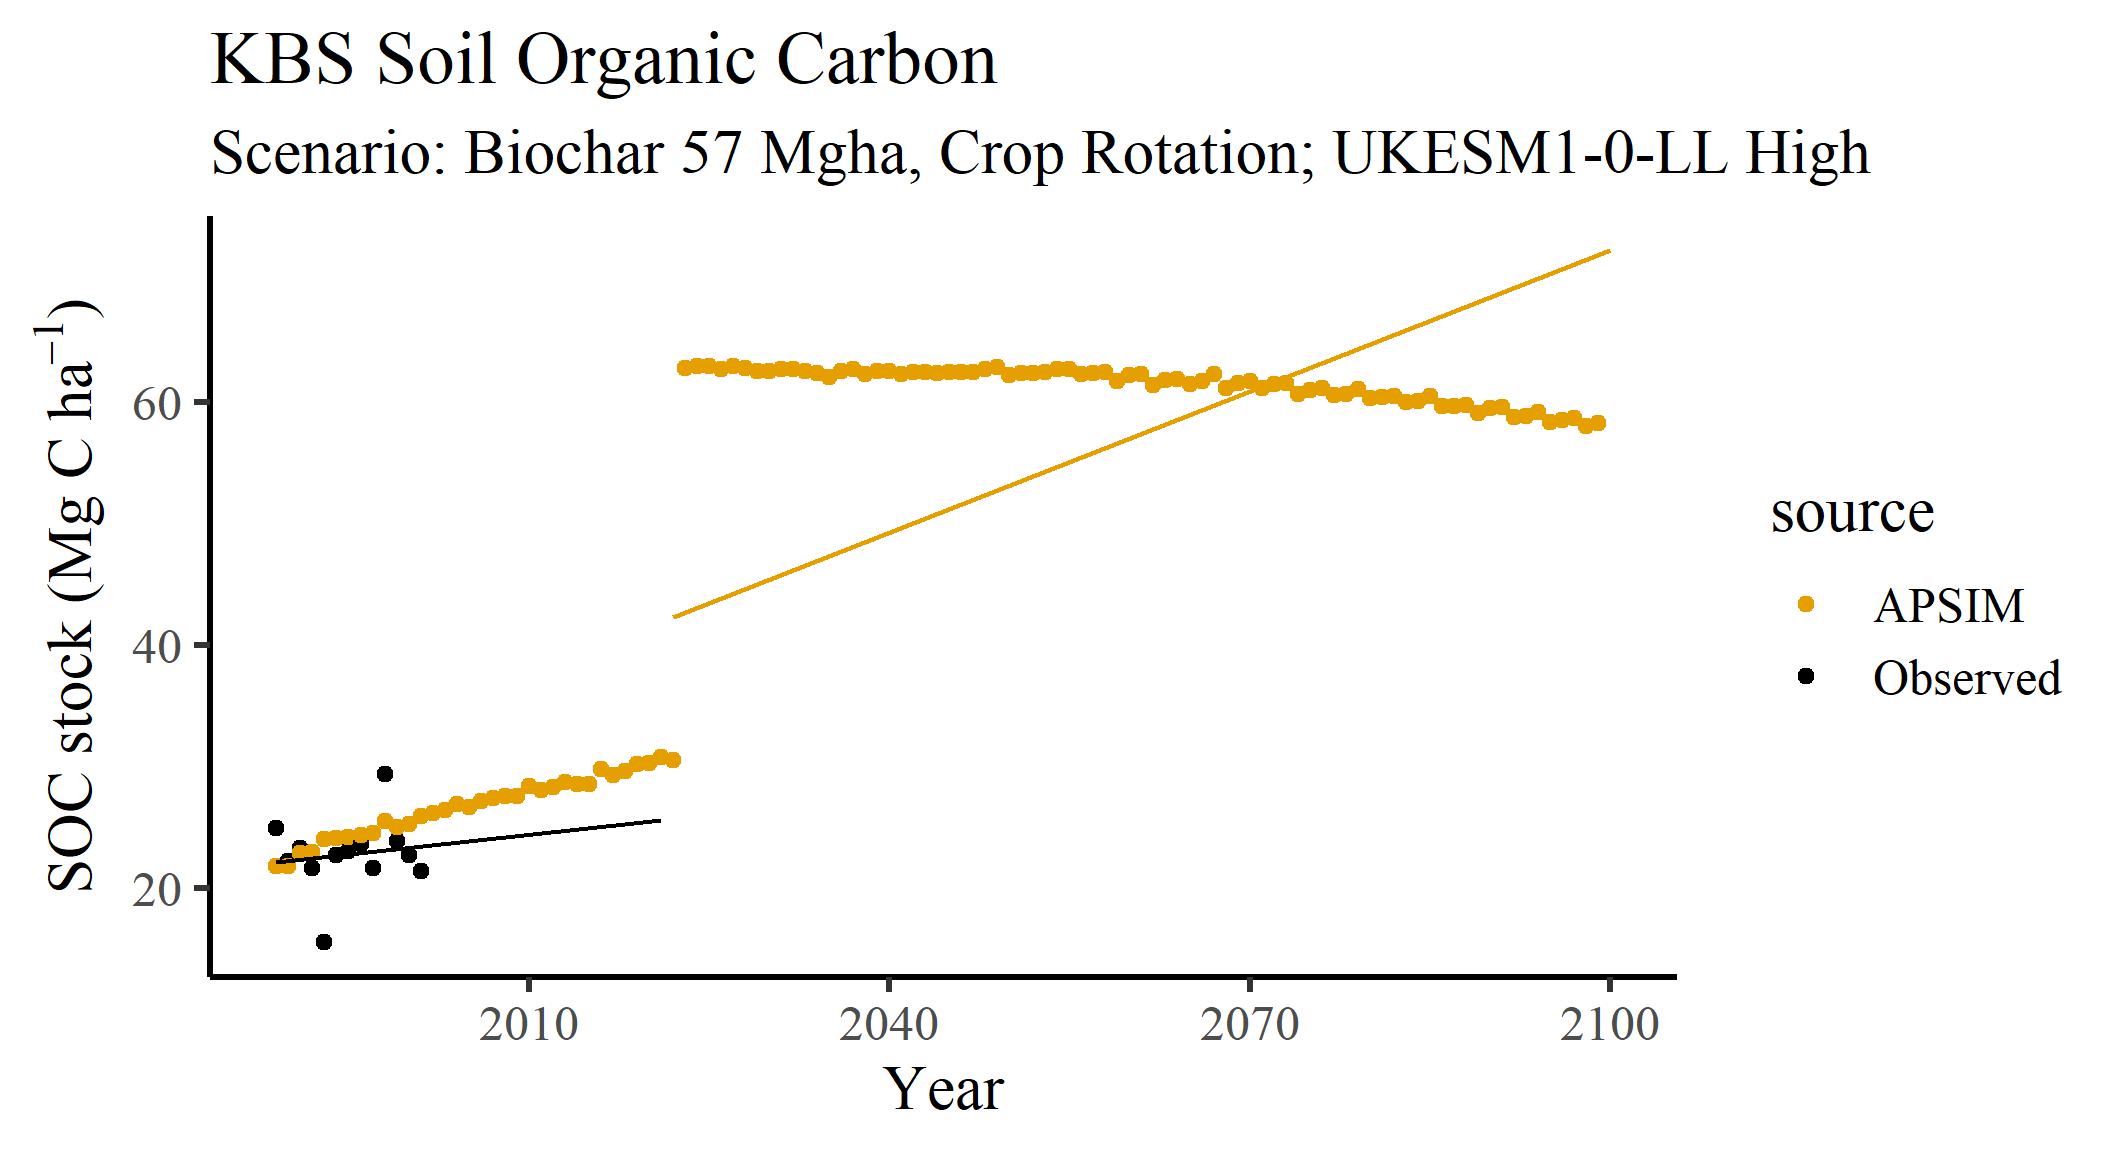 KBS Soil Organic Carbon
Scenario: Biochar 57 Mgha, Crop Rotation; UKESM1-0-LL High
SOC stock (Mg C ha⁻¹)
60
40
20
2010 2040 2070 2100
Year
source
APSIM
Observed